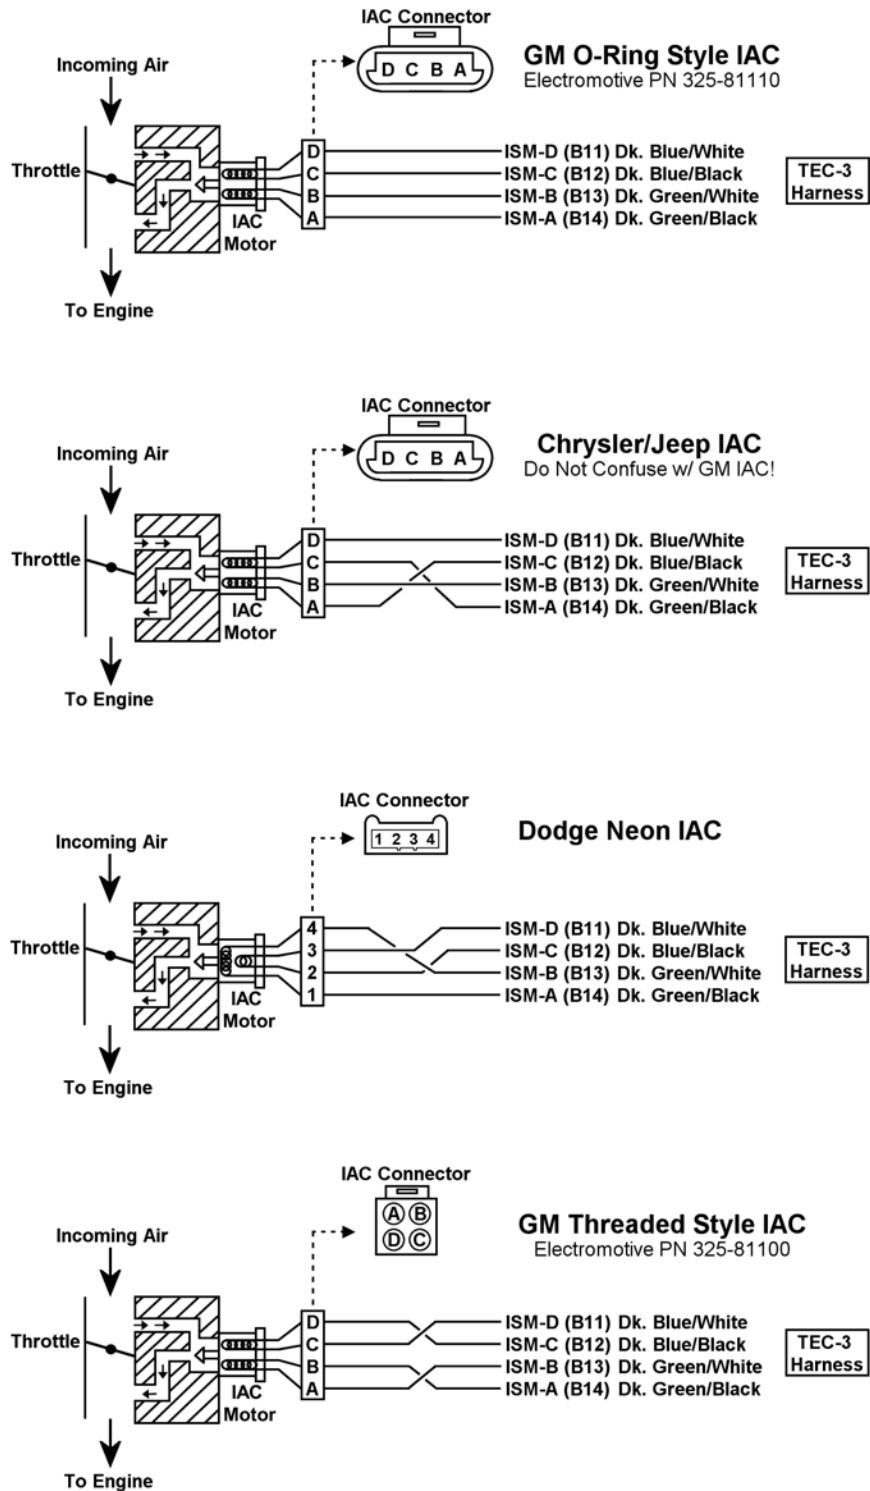 IAC Connector
D C B A
GM O-Ring Style IAC
Electromotive PN 325-81110
Incoming Air
Throttle
IAC
Motor
To Engine
D
C
B
A
ISM-D (B11) Dk. Blue/White
ISM-C (B12) Dk. Blue/Black
ISM-B (B13) Dk. Green/White
ISM-A (B14) Dk. Green/Black
TEC-3
Harness
IAC Connector
D C B A
Chrysler/Jeep IAC
Do Not Confuse w/ GM IAC!
Incoming Air
Throttle
IAC
Motor
To Engine
D
C
B
A
ISM-D (B11) Dk. Blue/White
ISM-C (B12) Dk. Blue/Black
ISM-B (B13) Dk. Green/White
ISM-A (B14) Dk. Green/Black
TEC-3
Harness
IAC Connector
1 2 3 4
Dodge Neon IAC
Incoming Air
Throttle
IAC
Motor
To Engine
4
3
2
1
ISM-D (B11) Dk. Blue/White
ISM-C (B12) Dk. Blue/Black
ISM-B (B13) Dk. Green/White
ISM-A (B14) Dk. Green/Black
TEC-3
Harness
IAC Connector
A B
D C
GM Threaded Style IAC
Electromotive PN 325-81100
Incoming Air
Throttle
IAC
Motor
To Engine
D
C
B
A
ISM-D (B11) Dk. Blue/White
ISM-C (B12) Dk. Blue/Black
ISM-B (B13) Dk. Green/White
ISM-A (B14) Dk. Green/Black
TEC-3
Harness